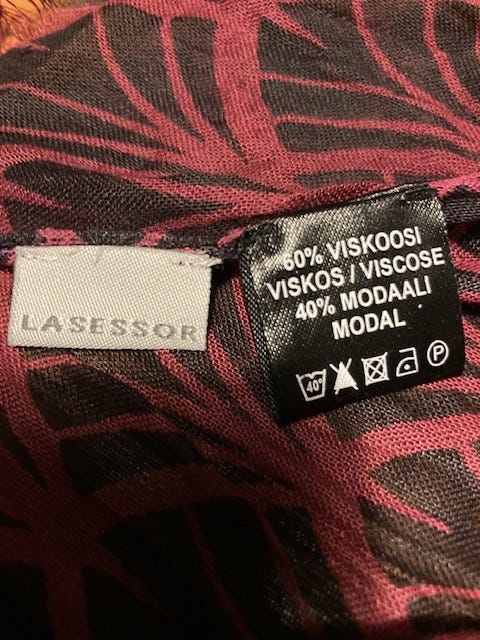 LASESSOR
60% VISKOOSI
VISKOS / VISCOSE
40% MODAALI
MODAL
40°
P